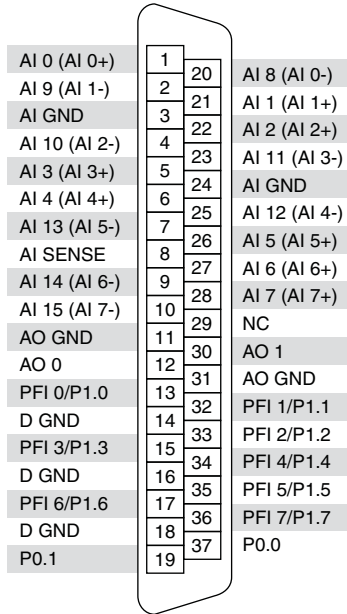 AI 0 (AI 0+) 1
20 AI 8 (AI 0-)
AI 9 (AI 1-) 2
21 AI 1 (AI 1+)
AI GND 3
22 AI 2 (AI 2+)
AI 10 (AI 2-) 4
23 AI 11 (AI 3-)
AI 3 (AI 3+) 5
24 AI GND
AI 4 (AI 4+) 6
25 AI 12 (AI 4-)
AI 13 (AI 5-) 7
26 AI 5 (AI 5+)
AI SENSE 8
27 AI 6 (AI 6+)
AI 14 (AI 6-) 9
28 AI 7 (AI 7+)
AI 15 (AI 7-) 10
29 NC
AO GND 11
30 AO 1
AO 0 12
31 AO GND
PFI 0/P1.0 13
32 PFI 1/P1.1
D GND 14
33 PFI 2/P1.2
PFI 3/P1.3 15
34 PFI 4/P1.4
D GND 16
35 PFI 5/P1.5
PFI 6/P1.6 17
36 PFI 7/P1.7
D GND 18
37 P0.0
P0.1 19